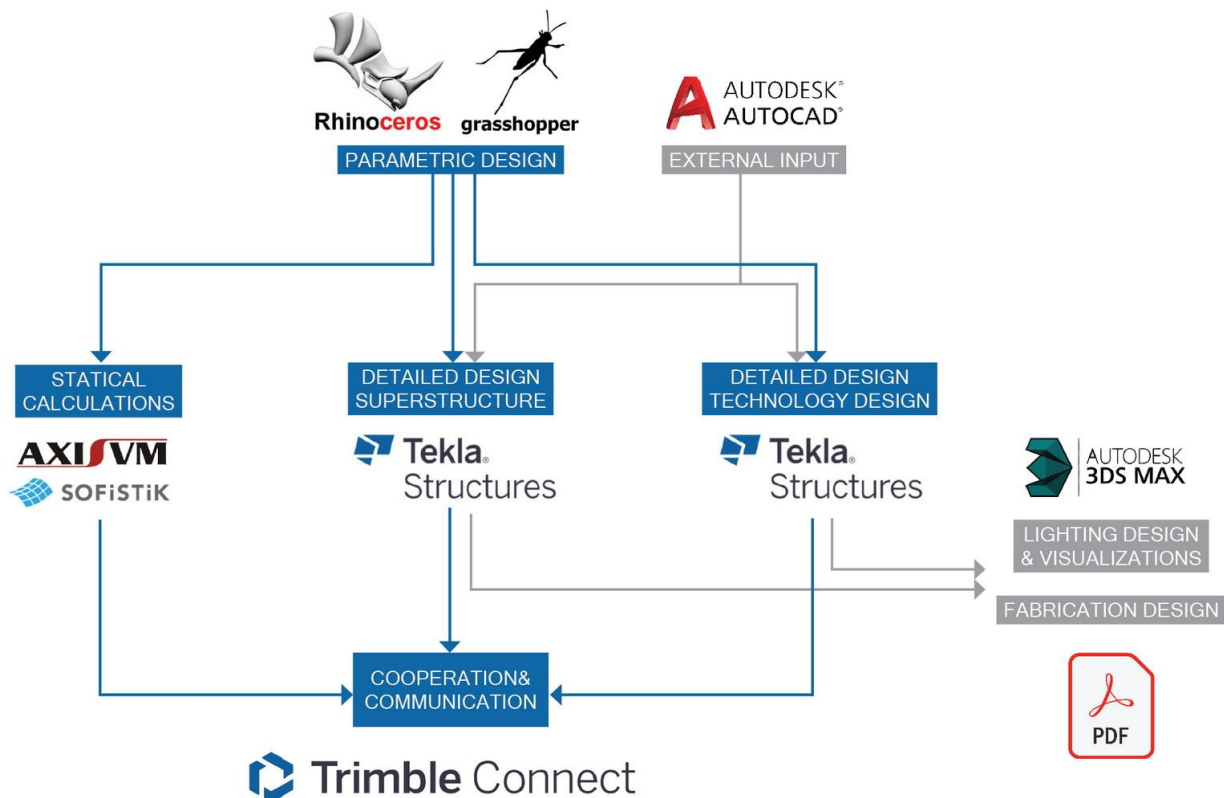 Rhinoceros
grasshopper
AUTODESK®
AUTOCAD®
PARAMETRIC DESIGN
EXTERNAL INPUT
STATICAL
CALCULATIONS
DETAILED DESIGN
SUPERSTRUCTURE
DETAILED DESIGN
TECHNOLOGY DESIGN
AXISVM
SOFiSTiK
Tekla®
Structures
Tekla®
Structures
AUTODESK
3DS MAX
LIGHTING DESIGN
& VISUALIZATIONS
FABRICATION DESIGN
COOPERATION&
COMMUNICATION
PDF
Trimble Connect